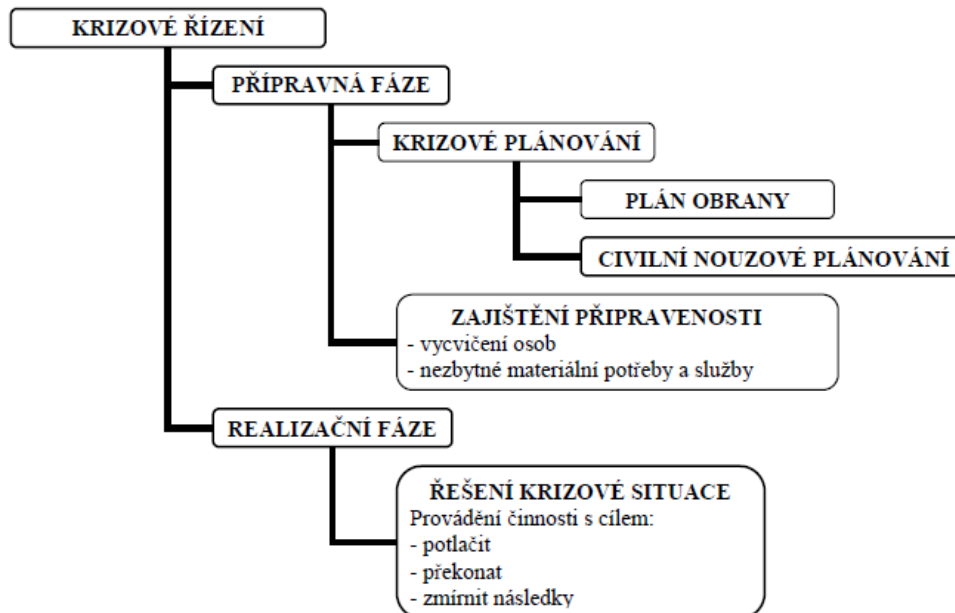 KRIZOVÉ ŘÍZENÍ
PŘÍPRAVNÁ FÁZE
KRIZOVÉ PLÁNOVÁNÍ
PLÁN OBRANY
CIVILNÍ NOUZOVÉ PLÁNOVÁNÍ
ZAJIŠTĚNÍ PŘIPRAVENOSTI
- vycvičení osob
- nezbytné materiální potřeby a služby
REALIZAČNÍ FÁZE
ŘEŠENÍ KRIZOVÉ SITUACE
Provádění činnosti s cílem:
- potlačit
- překonat
- zmírnit následky